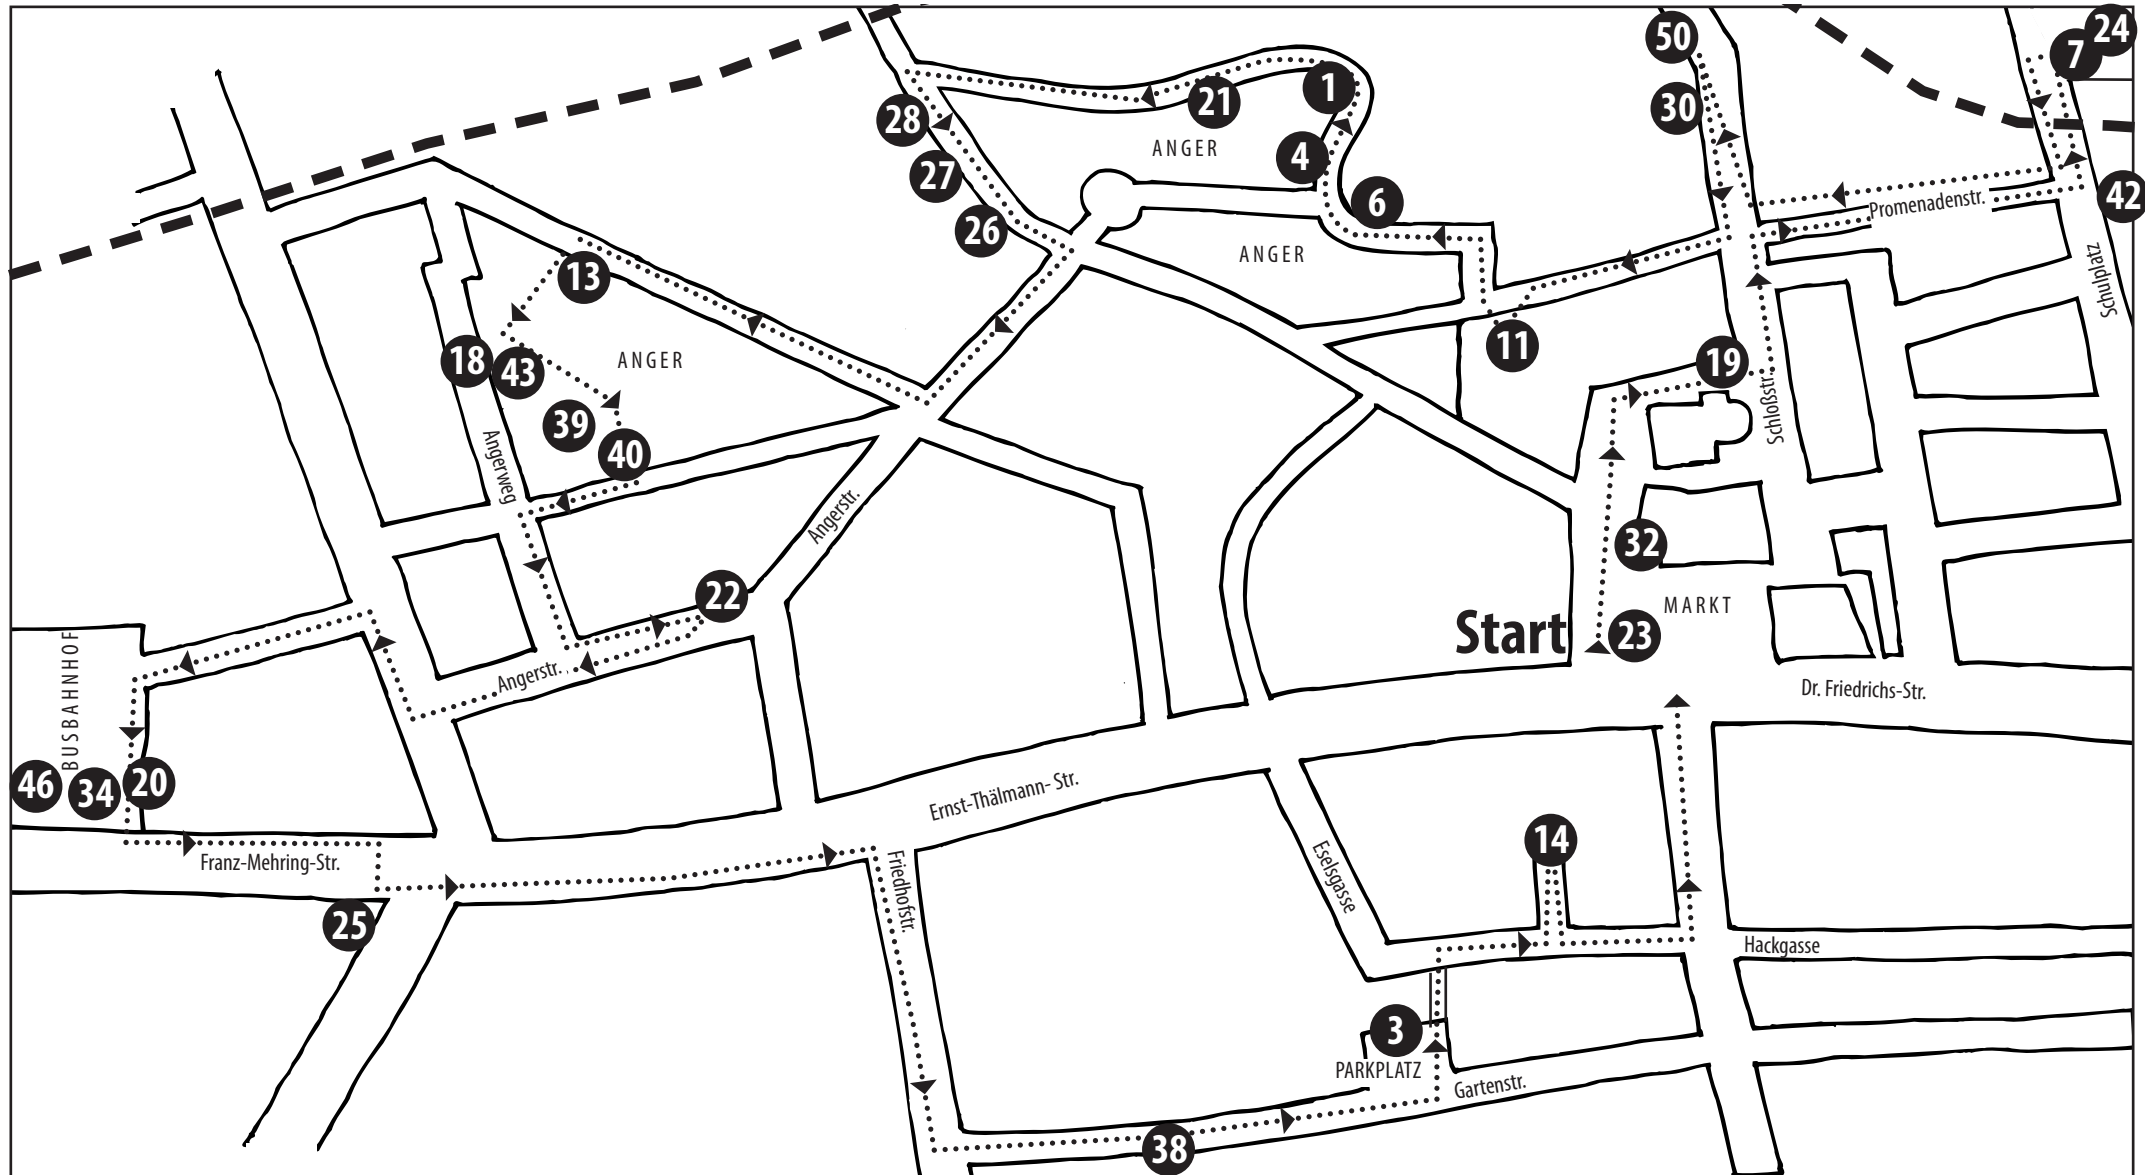 50
24
7
30
21
1
28
ANGER
4
27
42
6
26
Promenadenstr.
ANGER
13
Schulplatz
11
18
43
ANGER
19
39
Schloßstr.
40
Angerweg
Angerstr.
32
22
MARKT
Start
23
Angerstr.
Dr. Friedrichs-Str.
BUSBAHNHOF
46
34
20
Ernst-Thälmann- Str.
14
Franz-Mehring-Str.
Friedhofstr.
Eselsgasse
25
Hackgasse
3
PARKPLATZ
Gartenstr.
38